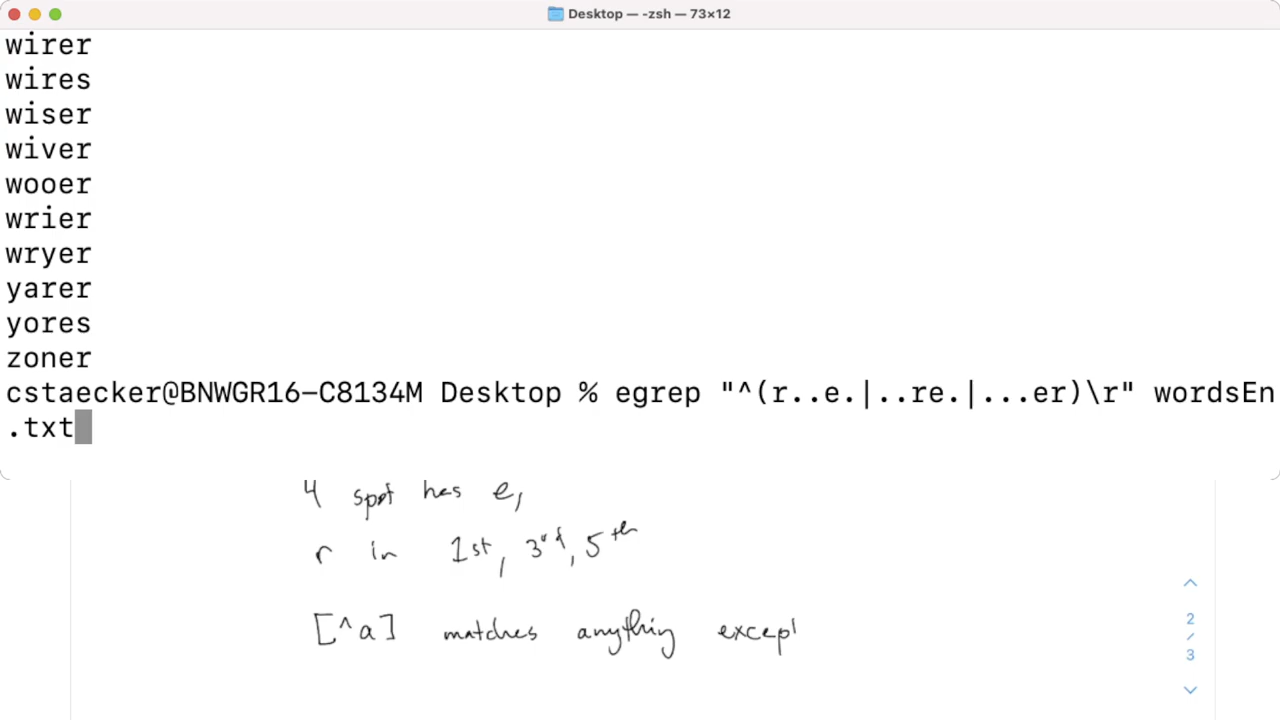 Desktop — -zsh — 73×12
wirer
wires
wiser
wiver
wooer
wrier
wryer
yarer
yores
zoner
cstaecker@BNWGR16-C8134M Desktop % egrep "^(r..e.|..re.|...er)\r" wordsEn
.txt
4 spot has e,
r in 1st, 3rd, 5th
[^a] matches anything excep
2
/
3